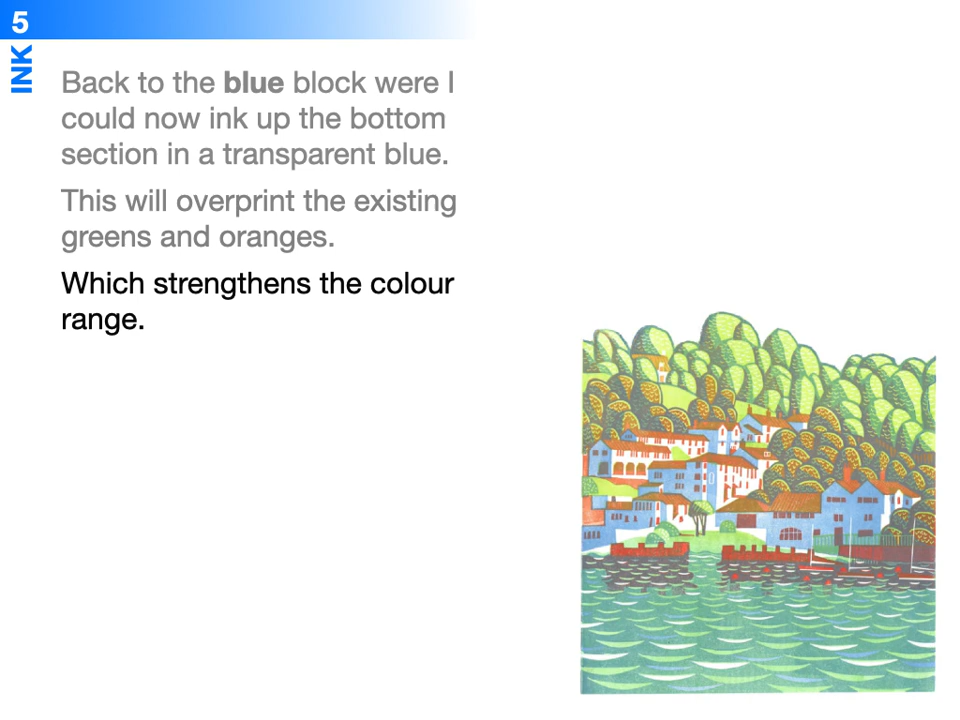 5
INK
Back to the blue block were I
could now ink up the bottom
section in a transparent blue.
This will overprint the existing
greens and oranges.
Which strengthens the colour
range.